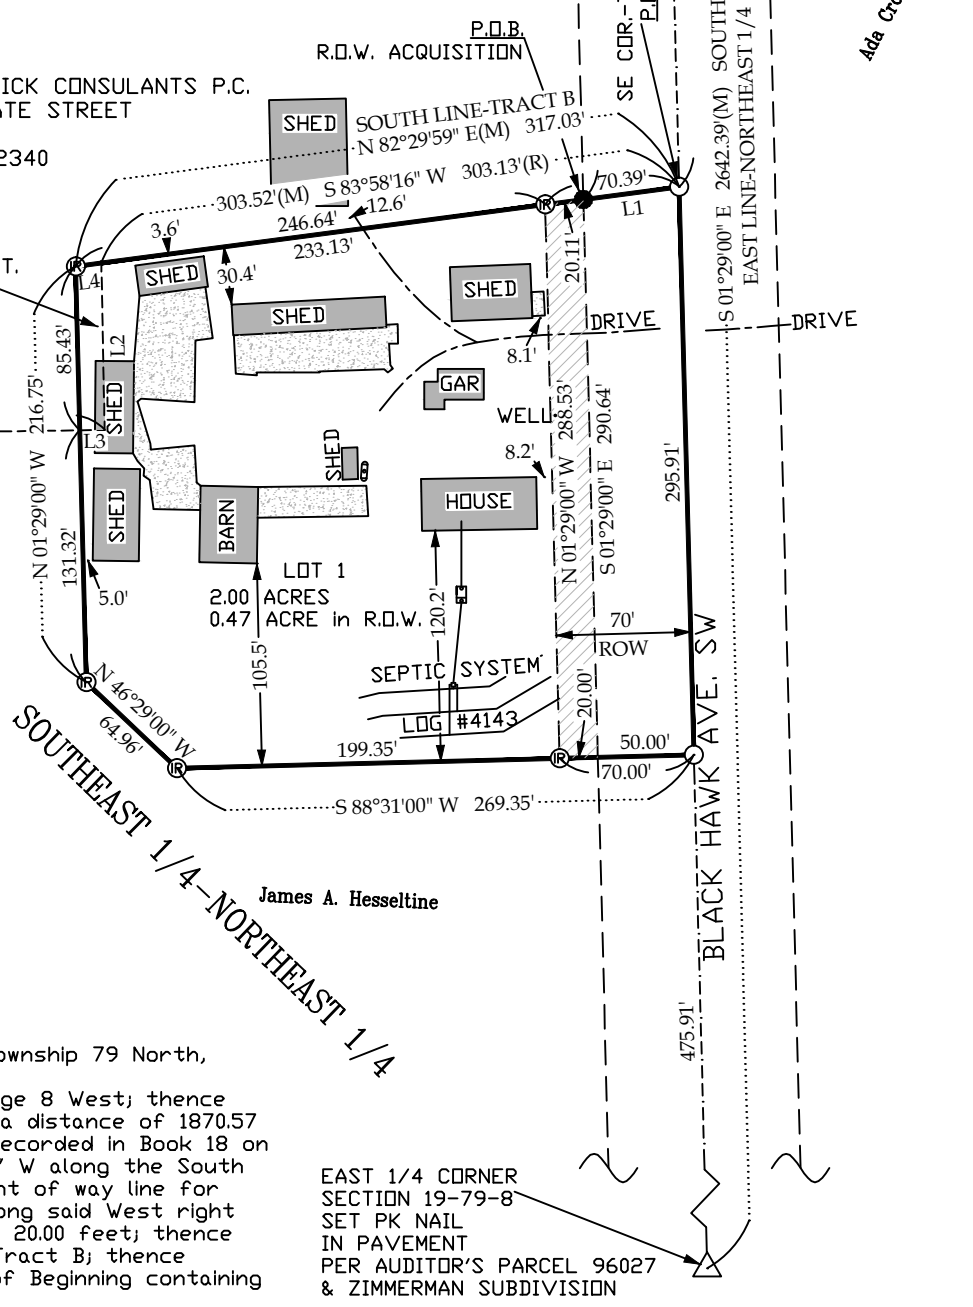 P.O.B.
R.O.W. ACQUISITION
SE COR.-
Ada Cro
ICK CONSULANTS P.C.
ATE STREET
2340
SHED
SOUTH LINE-TRACT B
N 82°29'59" E(M) 317.03'
303.52'(M) S 83°58'16" W 303.13'(R)
70.39'
L1
S 01°29'00" E 2642.39'(M) SOUTH
EAST LINE-NORTHEAST 1/4
3.6'
246.64'
12.6'
233.13'
20.11'
T.
L4
SHED
30.4'
SHED
SHED
DRIVE
DRIVE
8.1'
85.43'
L2
216.75'
SHED
GAR
WELL
288.53'
290.64'
L3
SHED
8.2'
295.91'
N 01°29'00" W
SHED
BARN
HOUSE
N 01°29'00" W
S 01°29'00" E
131.32'
5.0'
LOT 1
2.00 ACRES
0.47 ACRE in R.O.W.
120.2'
70'
ROW
105.5'
SEPTIC SYSTEM
LOG #4143
20.00'
N 46°29'00" W
64.96'
199.35'
50.00'
70.00'
S 88°31'00" W 269.35'
BLACK HAWK AVE. SW
SOUTHEAST 1/4-NORTHEAST 1/4
James A. Hesseltine
475.91'
ownship 79 North,
ge 8 West; thence
a distance of 1870.57
ecorded in Book 18 on
W along the South
nt of way line for
ong said West right
20.00 feet; thence
Tract B; thence
of Beginning containing
EAST 1/4 CORNER
SECTION 19-79-8
SET PK NAIL
IN PAVEMENT
PER AUDITOR'S PARCEL 96027
& ZIMMERMAN SUBDIVISION